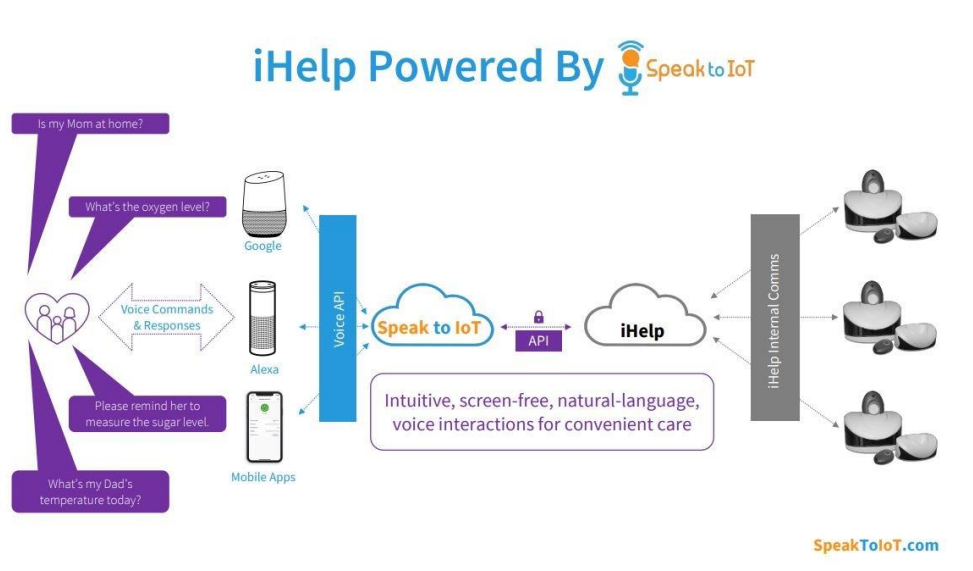 iHelp Powered By Speak to IoT
Is my Mom at home?
What's the oxygen level?
Voice Commands
& Responses
Please remind her to
measure the sugar level.
What's my Dad's
temperature today?
Google
Alexa
Mobile Apps
Voice API
Speak to IoT
API
iHelp
iHelp Internal Comms
Intuitive, screen-free, natural-language,
voice interactions for convenient care
SpeakToIoT.com